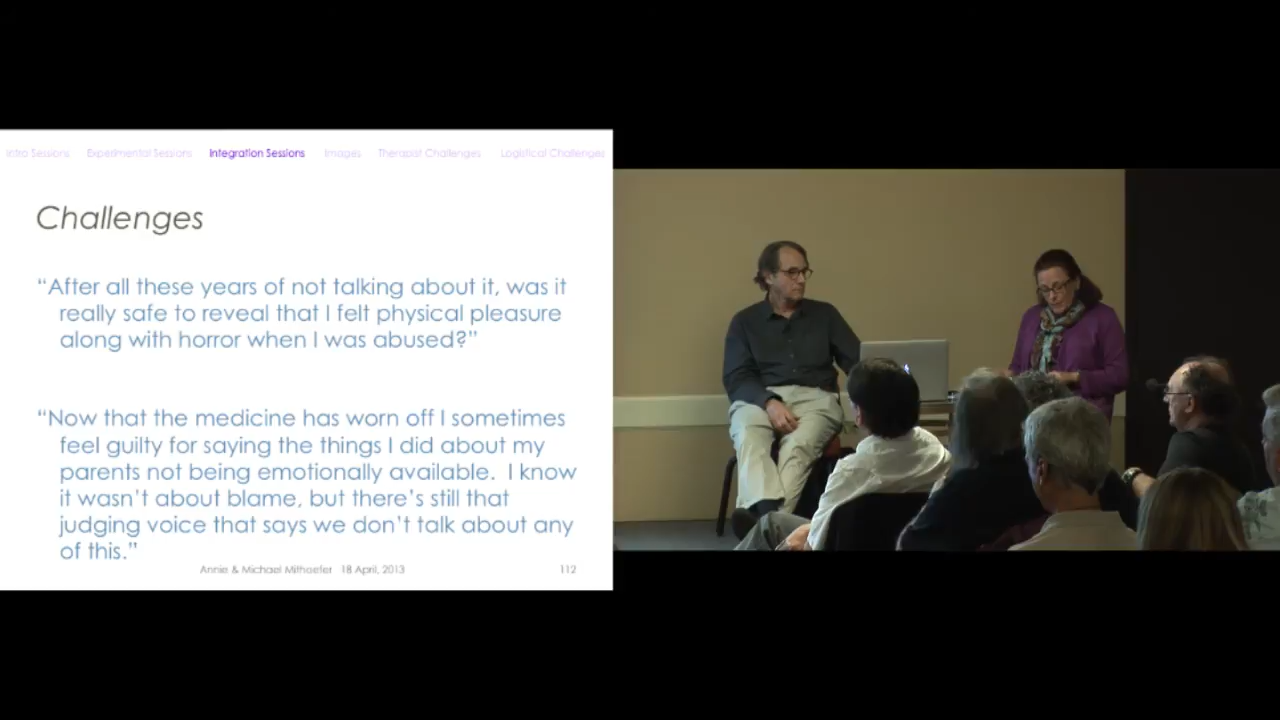 Intro Sessions Experimental Sessions Integration Sessions Images Therapist Challenges Logistical Challenges
Challenges
“After all these years of not talking about it, was it
really safe to reveal that I felt physical pleasure
along with horror when I was abused?”
“Now that the medicine has worn off I sometimes
feel guilty for saying the things I did about my
parents not being emotionally available. I know
it wasn’t about blame, but there’s still that
judging voice that says we don’t talk about any
of this.”
Annie & Michael Mithoefer 18 April, 2013 112